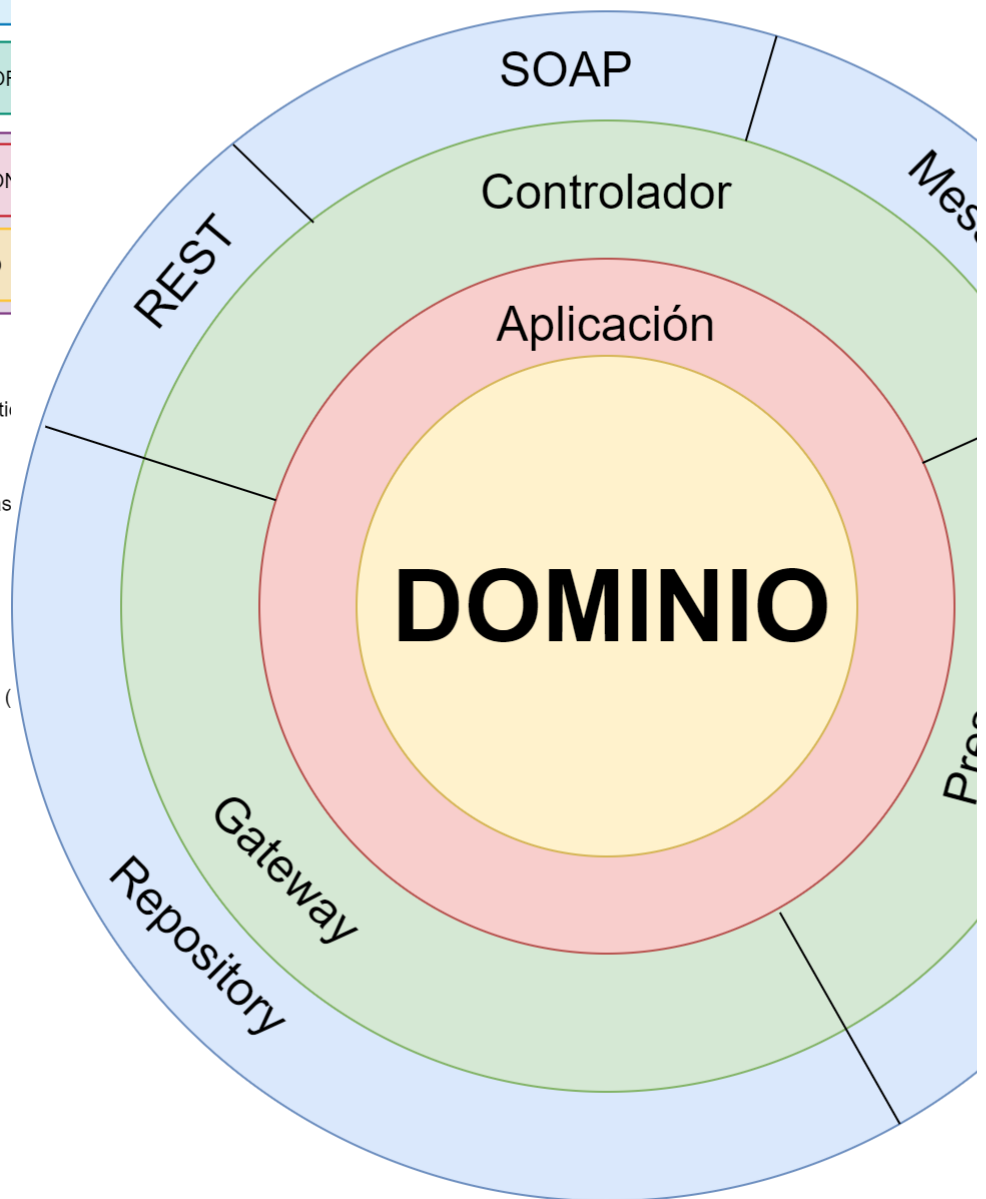 SOAP
Controlador
REST
Aplicación
DOMINIO
Gateway
Repository